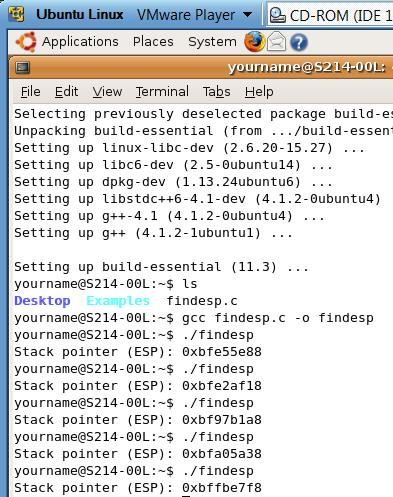 Ubuntu Linux VMware Player CD-ROM (IDE 1
Applications Places System
yourname@S214-00L:
File Edit View Terminal Tabs Help
Selecting previously deselected package build-es
Unpacking build-essential (from .../build-essent
Setting up linux-libc-dev (2.6.20-15.27) ...
Setting up libc6-dev (2.5-0ubuntu14) ...
Setting up dpkg-dev (1.13.24ubuntu6) ...
Setting up libstdc++6-4.1-dev (4.1.2-0ubuntu4)
Setting up g++-4.1 (4.1.2-0ubuntu4) ...
Setting up g++ (4.1.2-1ubuntu1) ...
Setting up build-essential (11.3) ...
yourname@S214-00L:~$ ls
Desktop Examples findesp.c
yourname@S214-00L:~$ gcc findesp.c -o findesp
yourname@S214-00L:~$ ./findesp
Stack pointer (ESP): 0xbfe55e88
yourname@S214-00L:~$ ./findesp
Stack pointer (ESP): 0xbfe2af18
yourname@S214-00L:~$ ./findesp
Stack pointer (ESP): 0xbf97b1a8
yourname@S214-00L:~$ ./findesp
Stack pointer (ESP): 0xbfa05a38
yourname@S214-00L:~$ ./findesp
Stack pointer (ESP): 0xbffbe7f8